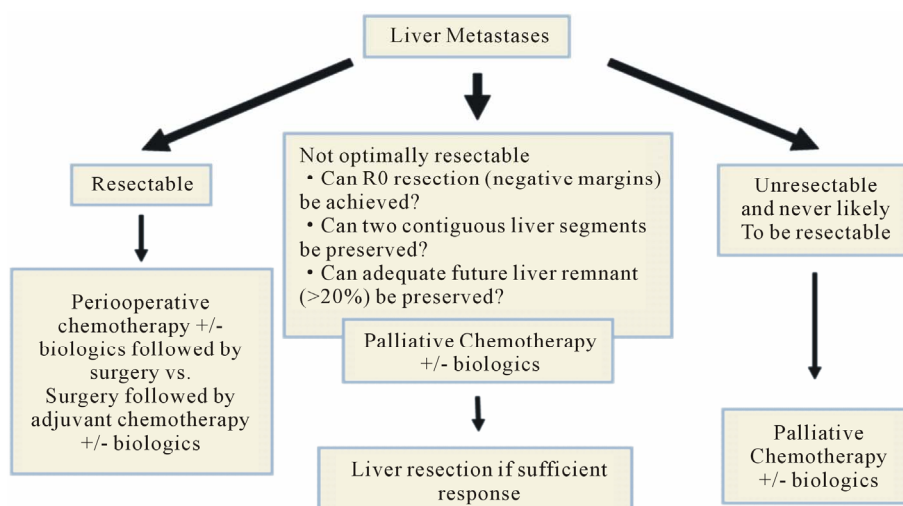 Liver Metastases
Resectable
Periooperative
chemotherapy +/-
biologics followed by
surgery vs.
Surgery followed by
adjuvant chemotherapy
+/- biologics
Not optimally resectable
• Can R0 resection (negative margins)
be achieved?
• Can two contiguous liver segments
be preserved?
• Can adequate future liver remnant
(>20%) be preserved?
Palliative Chemotherapy
+/- biologics
Liver resection if sufficient
response
Unresectable
and never likely
To be resectable
Palliative
Chemotherapy
+/- biologics